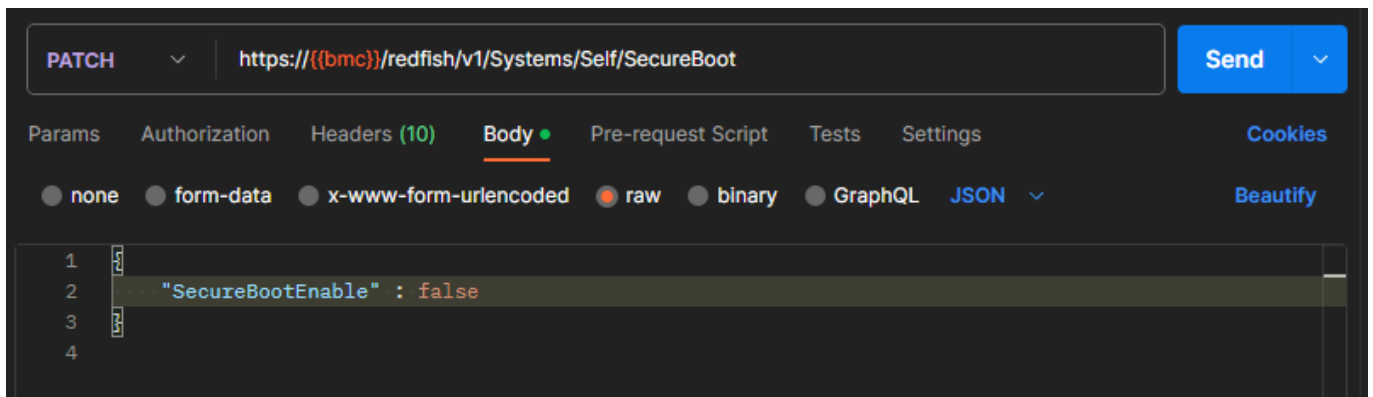 PATCH https://{{bmc}}/redfish/v1/Systems/Self/SecureBoot Send
Params Authorization Headers (10) Body Pre-request Script Tests Settings Cookies
none form-data x-www-form-urlencoded raw binary GraphQL JSON Beautify
1 {
2 "SecureBootEnable" : false
3 }
4